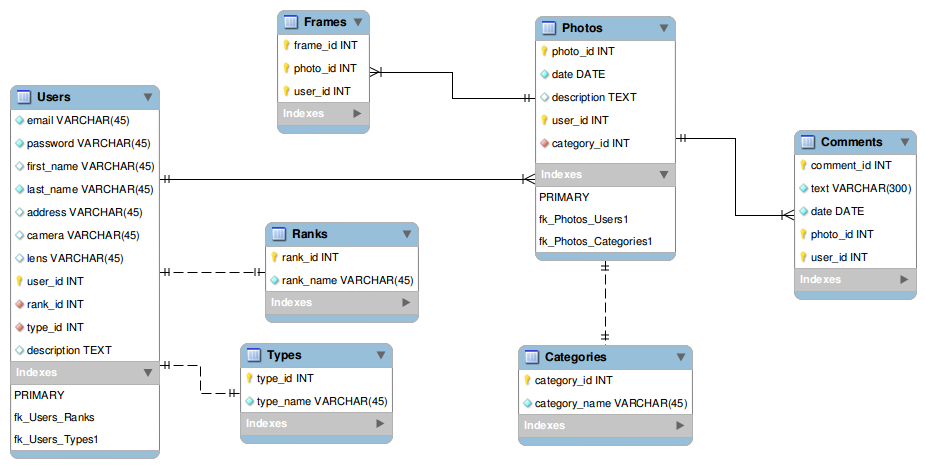 Frames
frame_id INT
photo_id INT
user_id INT
Indexes
Photos
photo_id INT
date DATE
description TEXT
user_id INT
category_id INT
Indexes
PRIMARY
fk_Photos_Users1
fk_Photos_Categories1
Users
email VARCHAR(45)
password VARCHAR(45)
first_name VARCHAR(45)
last_name VARCHAR(45)
address VARCHAR(45)
camera VARCHAR(45)
lens VARCHAR(45)
user_id INT
rank_id INT
type_id INT
description TEXT
Indexes
PRIMARY
fk_Users_Ranks
fk_Users_Types1
Comments
comment_id INT
text VARCHAR(300)
date DATE
photo_id INT
user_id INT
Indexes
Ranks
rank_id INT
rank_name VARCHAR(45)
Indexes
Types
type_id INT
type_name VARCHAR(45)
Indexes
Categories
category_id INT
category_name VARCHAR(45)
Indexes